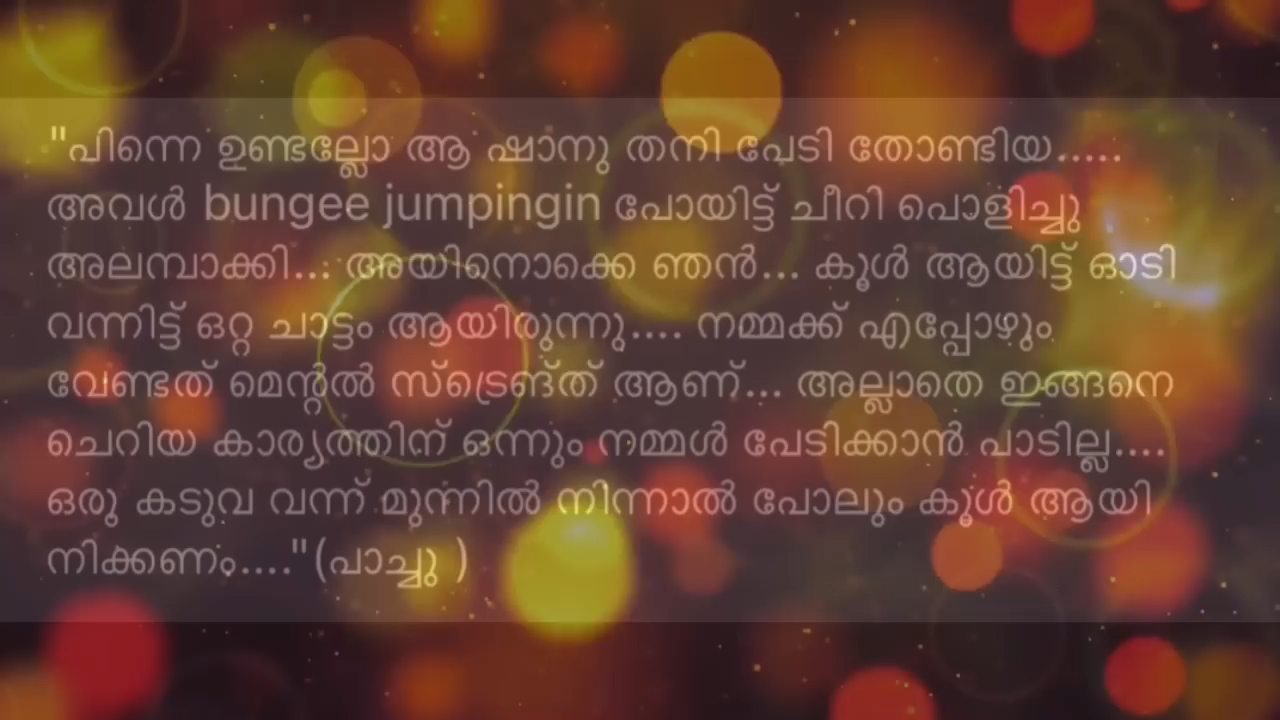 "പിന്നെ ഉണ്ടല്ലോ ആ ഷാനു തനി പേടി തോണ്ടിയ.....
അവൾ bungee jumpingin പോയിട്ട് ചീറി പൊളിച്ചു
അലമ്പാക്കി... അയിനൊക്കെ ഞൻ... കൂൾ ആയിട്ട് ഓടി
വന്നിട്ട് ഒറ്റ ചാട്ടം ആയിരുന്നു.... നമ്മക്ക് എപ്പോഴും
വേണ്ടത് മെന്റൽ സ്ട്രെങ്ത് ആണ്... അല്ലാതെ ഇങ്ങനെ
ചെറിയ കാര്യത്തിന് ഒന്നും നമ്മൾ പേടിക്കാൻ പാടില്ല....
ഒരു കടുവ വന്ന് മുന്നിൽ നിന്നാൽ പോലും കൂൾ ആയി
നിക്കണം...."(പാച്ചു )